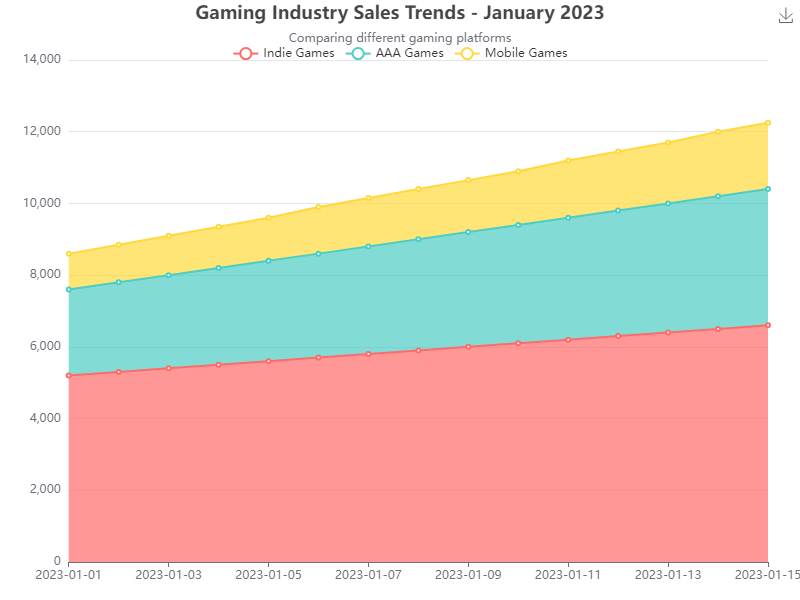 Gaming Industry Sales Trends - January 2023
Comparing different gaming platforms
Indie Games AAA Games Mobile Games
14,000
12,000
10,000
8,000
6,000
4,000
2,000
0
2023-01-01 2023-01-03 2023-01-05 2023-01-07 2023-01-09 2023-01-11 2023-01-13 2023-01-15